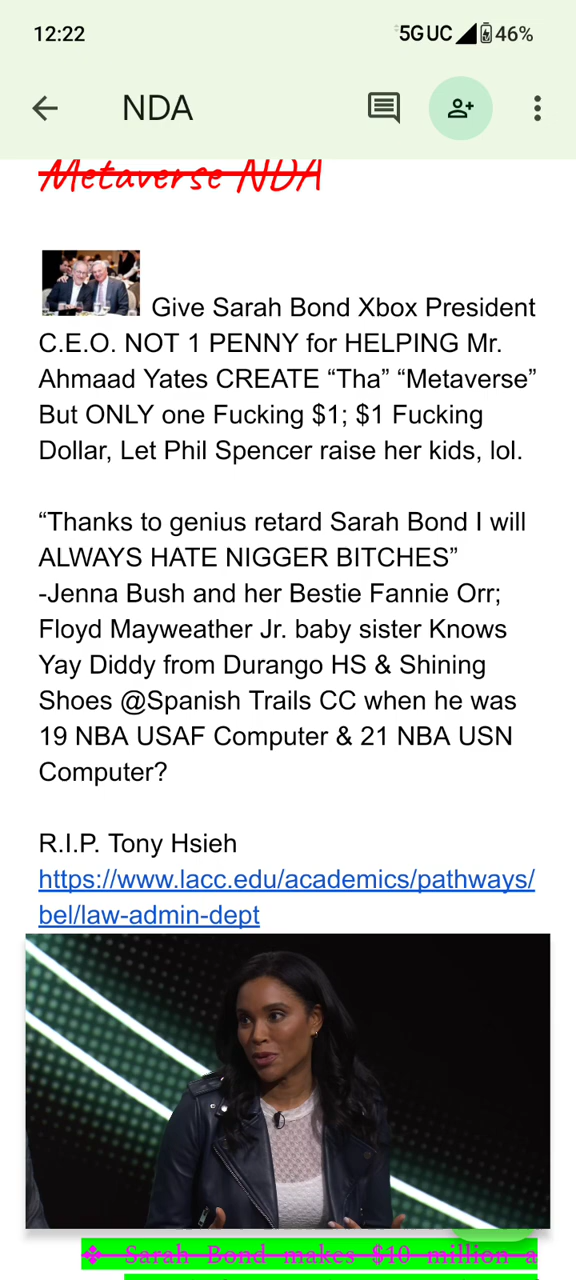 12:22
5G UC 46%
NDA
Metaverse NDA
Give Sarah Bond Xbox President
C.E.O. NOT 1 PENNY for HELPING Mr.
Ahmaad Yates CREATE “Tha” “Metaverse”
But ONLY one Fucking $1; $1 Fucking
Dollar, Let Phil Spencer raise her kids, lol.
“Thanks to genius retard Sarah Bond I will
ALWAYS HATE NIGGER BITCHES”
-Jenna Bush and her Bestie Fannie Orr;
Floyd Mayweather Jr. baby sister Knows
Yay Diddy from Durango HS & Shining
Shoes @Spanish Trails CC when he was
19 NBA USAF Computer & 21 NBA USN
Computer?
R.I.P. Tony Hsieh
https://www.lacc.edu/academics/pathways/
bel/law-admin-dept
❖ Sarah Bond makes $10 million a